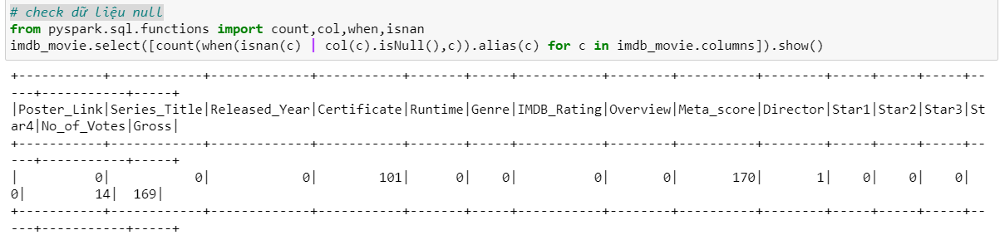 # check dữ liệu null
from pyspark.sql.functions import count,col,when,isnan
imdb_movie.select([count(when(isnan(c) | col(c).isNull(),c)).alias(c) for c in imdb_movie.columns]).show()
+-----------+------------+-------------+-----------+-------+-----+-----------+--------+----------+--------+-----+-----+-----+--
---+-----------+-----+
|Poster_Link|Series_Title|Released_Year|Certificate|Runtime|Genre|IMDB_Rating|Overview|Meta_score|Director|Star1|Star2|Star3|St
ar4|No_of_Votes|Gross|
+-----------+------------+-------------+-----------+-------+-----+-----------+--------+----------+--------+-----+-----+-----+--
---+-----------+-----+
|          0|           0|            0|        101|      0|    0|          0|       0|       170|       1|    0|    0|    0|
0|         14|  169|
+-----------+------------+-------------+-----------+-------+-----+-----------+--------+----------+--------+-----+-----+-----+--
---+-----------+-----+